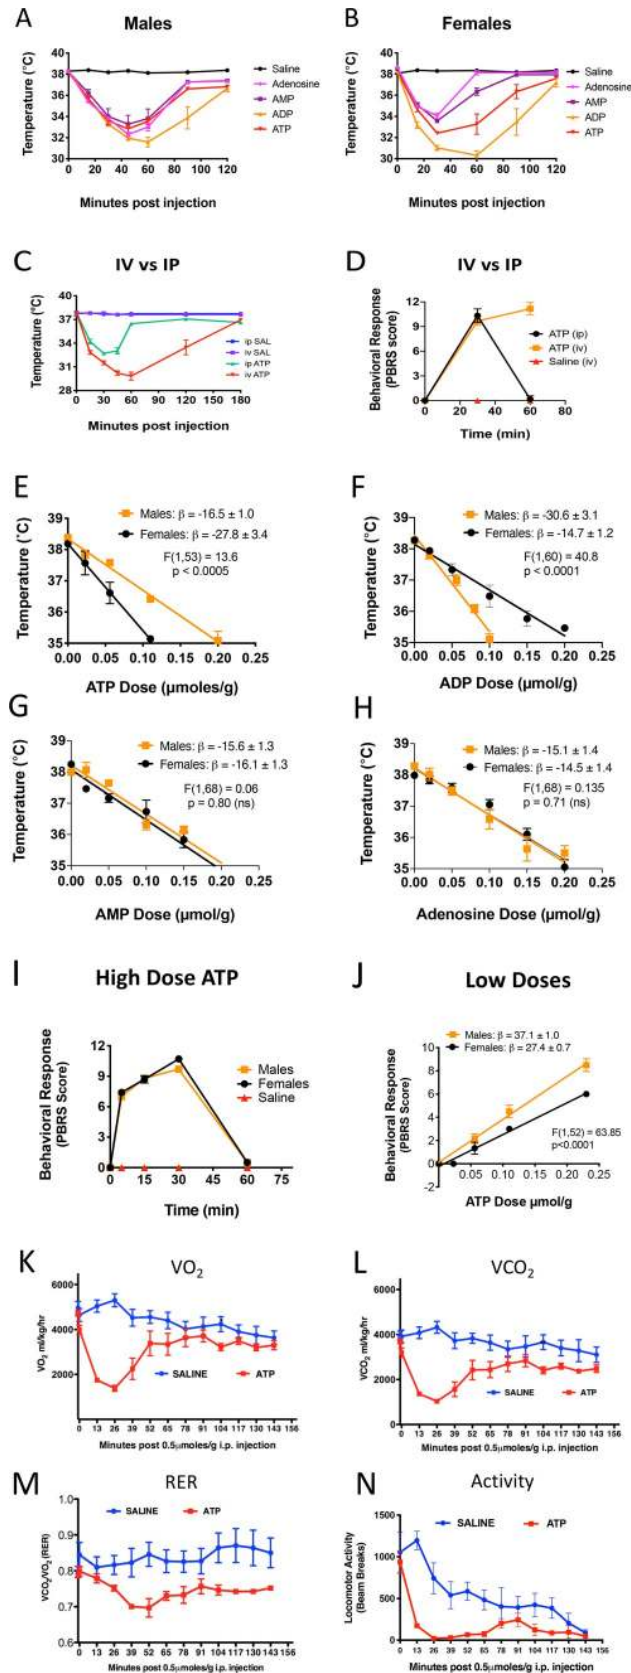 A
Males
40
38
36
34
32
30
Temperature (°C)
0
20
40
60
80
100
120
Minutes post injection
Saline
Adenosine
AMP
ADP
ATP
B
Females
40
38
36
34
32
30
Temperature (°C)
0
20
40
60
80
100
120
Minutes post injection
Saline
Adenosine
AMP
ADP
ATP
C
IV vs IP
40
37
34
31
28
Temperature (°C)
0
30
60
90
120
150
180
Minutes post injection
ip SAL
iv SAL
ip ATP
iv ATP
D
IV vs IP
12
9
6
3
0
Behavioral Response
(PBRS score)
0
20
40
60
80
Time (min)
ATP (ip)
ATP (iv)
Saline (iv)
E
39
38
37
36
35
Temperature (°C)
Males: β = -16.5 ± 1.0
Females: β = -27.8 ± 3.4
F(1,53) = 13.6
p < 0.0005
0.00 0.05 0.10 0.15 0.20 0.25
ATP Dose (μmoles/g)
F
39
38
37
36
35
Temperature (°C)
Males: β = -30.6 ± 3.1
Females: β = -14.7 ± 1.2
F(1,60) = 40.8
p < 0.0001
0.00 0.05 0.10 0.15 0.20 0.25
ADP Dose (μmol/g)
G
39
38
37
36
35
Temperature (°C)
Males: β = -15.6 ± 1.3
Females: β = -16.1 ± 1.3
F(1,68) = 0.06
p = 0.80 (ns)
0.00 0.05 0.10 0.15 0.20 0.25
AMP Dose (μmol/g)
H
39
38
37
36
35
Temperature (°C)
Males: β = -15.1 ± 1.4
Females: β = -14.5 ± 1.4
F(1,68) = 0.135
p = 0.71 (ns)
0.00 0.05 0.10 0.15 0.20 0.25
Adenosine Dose (μmol/g)
I
High Dose ATP
12
9
6
3
0
Behavioral Response
(PBRS Score)
0 15 30 45 60 75
Time (min)
Males
Females
Saline
J
Low Doses
Males: β = 37.1 ± 1.0
Females: β = 27.4 ± 0.7
10
8
6
4
2
0
-2
Behavioral Response
(PBRS Score)
F(1,52) = 63.85
p<0.0001
0.05 0.10 0.15 0.20 0.25
ATP Dose μmol/g
K
VO₂
6000
4000
2000
VO₂ ml/kg/hr
SALINE
ATP
0 13 26 39 52 65 78 91 104 117 130 143 156
Minutes post 0.5μmoles/g i.p. injection
L
VCO₂
6000
4000
2000
0
VCO₂ ml/kg/hr
SALINE
ATP
0 13 26 39 52 65 78 91 104 117 130 143 156
Minutes post 0.5μmoles/g i.p. injection
M
RER
1.0
0.9
0.8
0.7
0.6
VCO₂/VO₂ (RER)
SALINE
ATP
0 13 26 39 52 65 78 91 104 117 130 143 156
Minutes post 0.5μmoles/g i.p. injection
N
Activity
1500
1000
500
0
Locomotor Activity
(Beam Breaks)
SALINE
ATP
0 13 26 39 52 65 78 91 104 117 130 143 156
Minutes post 0.5μmoles/g i.p. injection